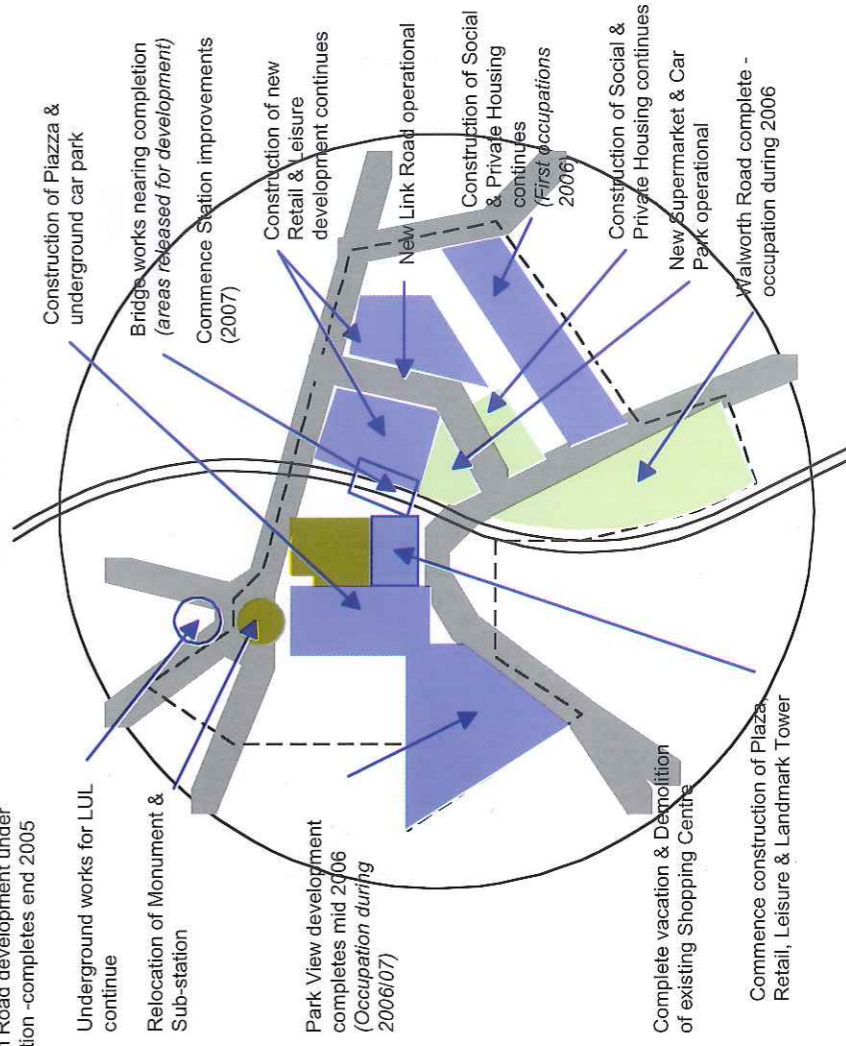 Construction of Piazza &
underground car park
Bridge works nearing completion
(areas released for development)
Commence Station improvements
(2007)
Construction of new
Retail & Leisure
development continues
New Link Road operational
Construction of Social
& Private Housing
continues
(First occupations
2006)
Construction of Social &
Private Housing continues
New Supermarket & Car
Park operational
Walworth Road complete -
occupation during 2006
Road development under
tion -completes end 2005
Underground works for LUL
continue
Relocation of Monument &
Sub-station
Park View development
completes mid 2006
(Occupation during
2006/07)
Complete vacation & Demolition
of existing Shopping Centre
Commence construction of Plaza,
Retail, Leisure & Landmark Tower